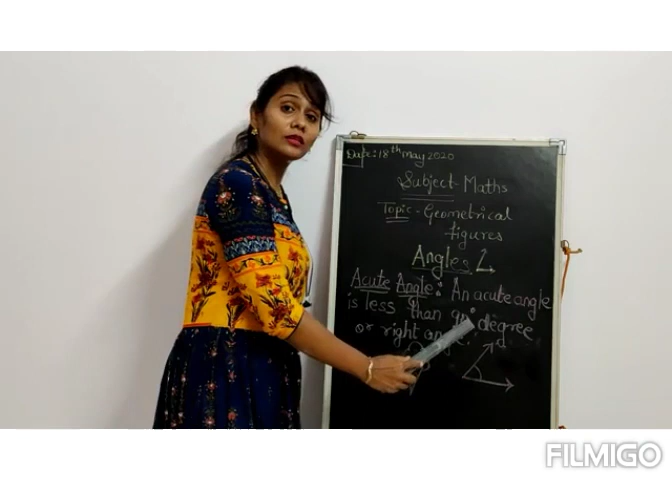 Date: 18th May 2020
Subject - Maths
Topic - Geometrical
figures
Angles
Acute Angle: An acute angle
is less than 90° degree
or right angle.
FILMIGO